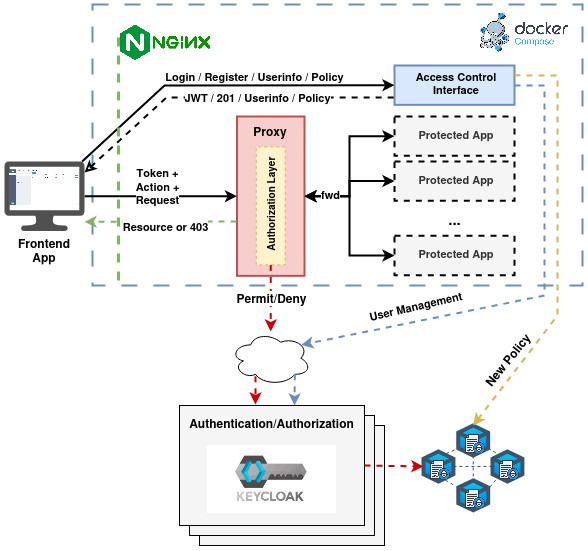 NGiNX
docker
Compose
Login / Register / Userinfo / Policy
Access Control
Interface
JWT / 201 / Userinfo / Policy
Proxy
Authorization Layer
Protected App
Protected App
...
Protected App
fwd
Token +
Action +
Request
Resource or 403
Frontend
App
Permit/Deny
User Management
New Policy
Authentication/Authorization
KEYCLOAK